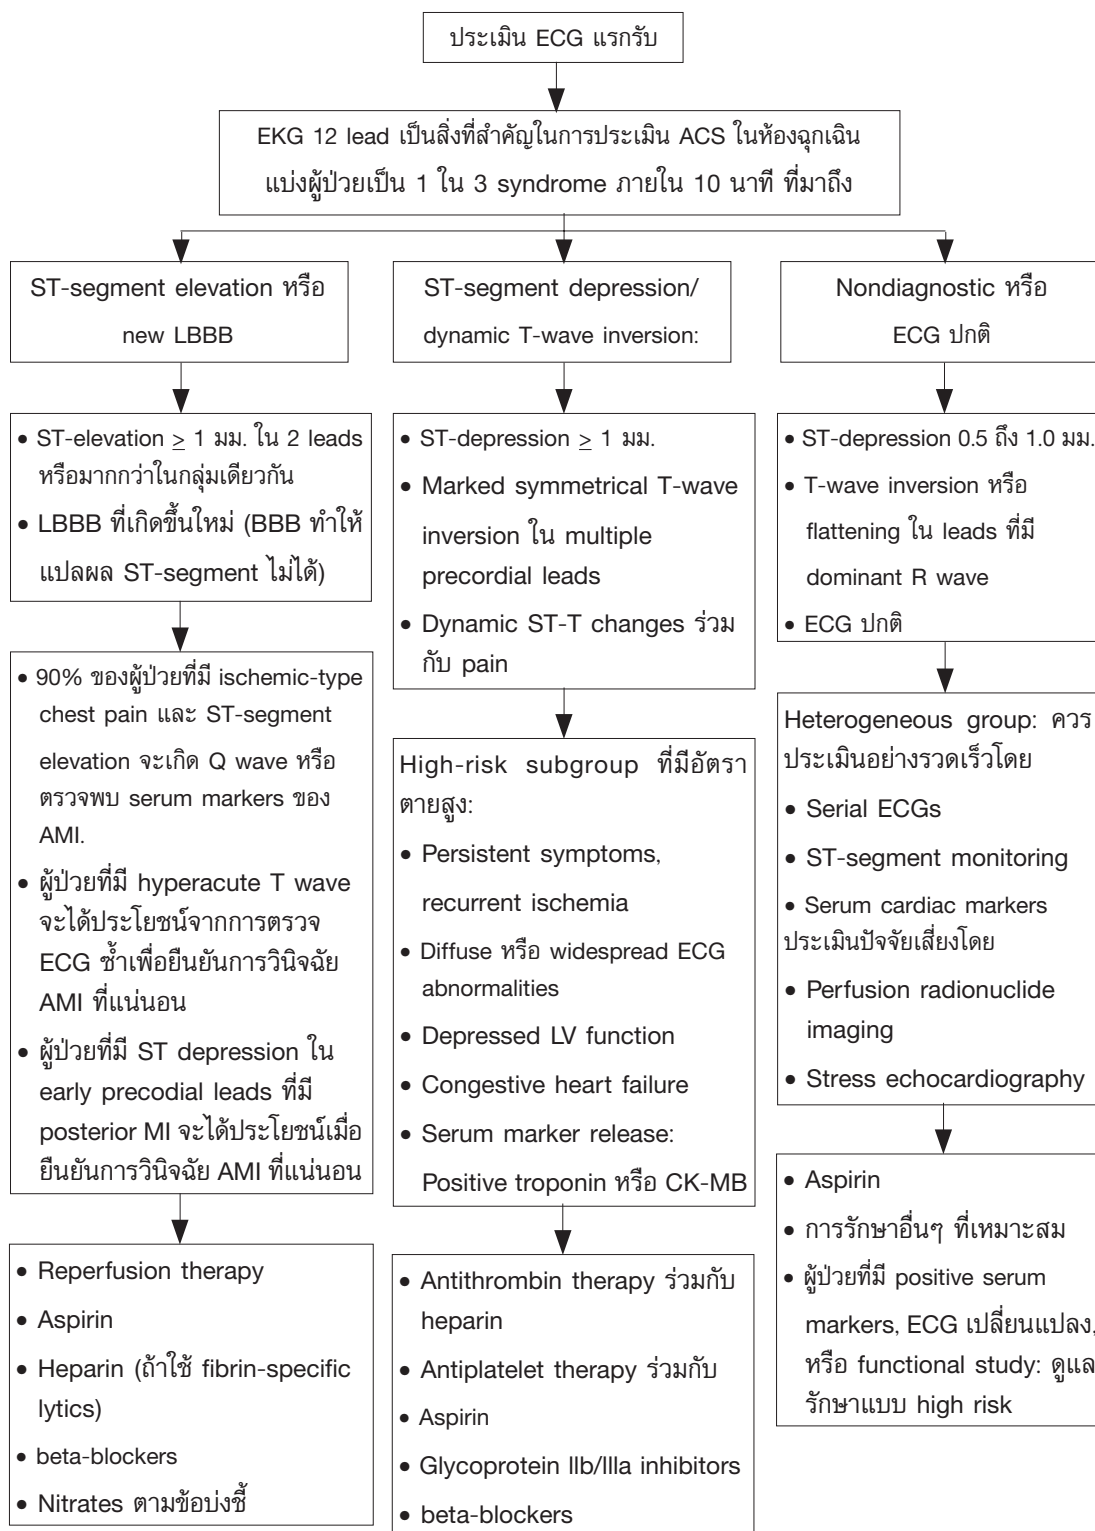 ประเมิน ECG แรกรับ
EKG 12 lead เป็นสิ่งที่สำคัญในการประเมิน ACS ในห้องฉุกเฉิน
แบ่งผู้ป่วยเป็น 1 ใน 3 syndrome ภายใน 10 นาที ที่มาถึง
ST-segment elevation หรือ
new LBBB
• ST-elevation ≥ 1 มม. ใน 2 leads
หรือมากกว่าในกลุ่มเดียวกัน
• LBBB ที่เกิดขึ้นใหม่ (BBB ทำให้
แปลผล ST-segment ไม่ได้)
• 90% ของผู้ป่วยที่มี ischemic-type
chest pain และ ST-segment
elevation จะเกิด Q wave หรือ
ตรวจพบ serum markers ของ
AMI.
• ผู้ป่วยที่มี hyperacute T wave
จะได้ประโยชน์จากการตรวจ
ECG ซ้ำเพื่อยืนยันการวินิจฉัย
AMI ที่แน่นอน
• ผู้ป่วยที่มี ST depression ใน
early precodial leads ที่มี
posterior MI จะได้ประโยชน์เมื่อ
ยืนยันการวินิจฉัย AMI ที่แน่นอน
• Reperfusion therapy
• Aspirin
• Heparin (ถ้าใช้ fibrin-specific
lytics)
• beta-blockers
• Nitrates ตามข้อบ่งชี้
ST-segment depression/
dynamic T-wave inversion:
• ST-depression ≥ 1 มม.
• Marked symmetrical T-wave
inversion ใน multiple
precordial leads
• Dynamic ST-T changes ร่วม
กับ pain
High-risk subgroup ที่มีอัตรา
ตายสูง:
• Persistent symptoms,
recurrent ischemia
• Diffuse หรือ widespread ECG
abnormalities
• Depressed LV function
• Congestive heart failure
• Serum marker release:
Positive troponin หรือ CK-MB
• Antithrombin therapy ร่วมกับ
heparin
• Antiplatelet therapy ร่วมกับ
• Aspirin
• Glycoprotein IIb/IIIa inhibitors
• beta-blockers
Nondiagnostic หรือ
ECG ปกติ
• ST-depression 0.5 ถึง 1.0 มม.
• T-wave inversion หรือ
flattening ใน leads ที่มี
dominant R wave
• ECG ปกติ
Heterogeneous group: ควร
ประเมินอย่างรวดเร็วโดย
• Serial ECGs
• ST-segment monitoring
• Serum cardiac markers
ประเมินปัจจัยเสี่ยงโดย
• Perfusion radionuclide
imaging
• Stress echocardiography
• Aspirin
• การรักษาอื่นๆ ที่เหมาะสม
• ผู้ป่วยที่มี positive serum
markers, ECG เปลี่ยนแปลง,
หรือ functional study: ดูแล
รักษาแบบ high risk